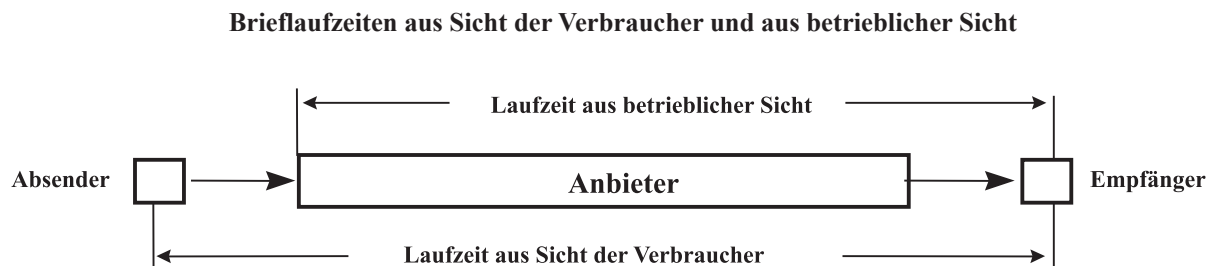 Brieflaufzeiten aus Sicht der Verbraucher und aus betrieblicher Sicht
Laufzeit aus betrieblicher Sicht
Absender
Anbieter
Empfänger
Laufzeit aus Sicht der Verbraucher